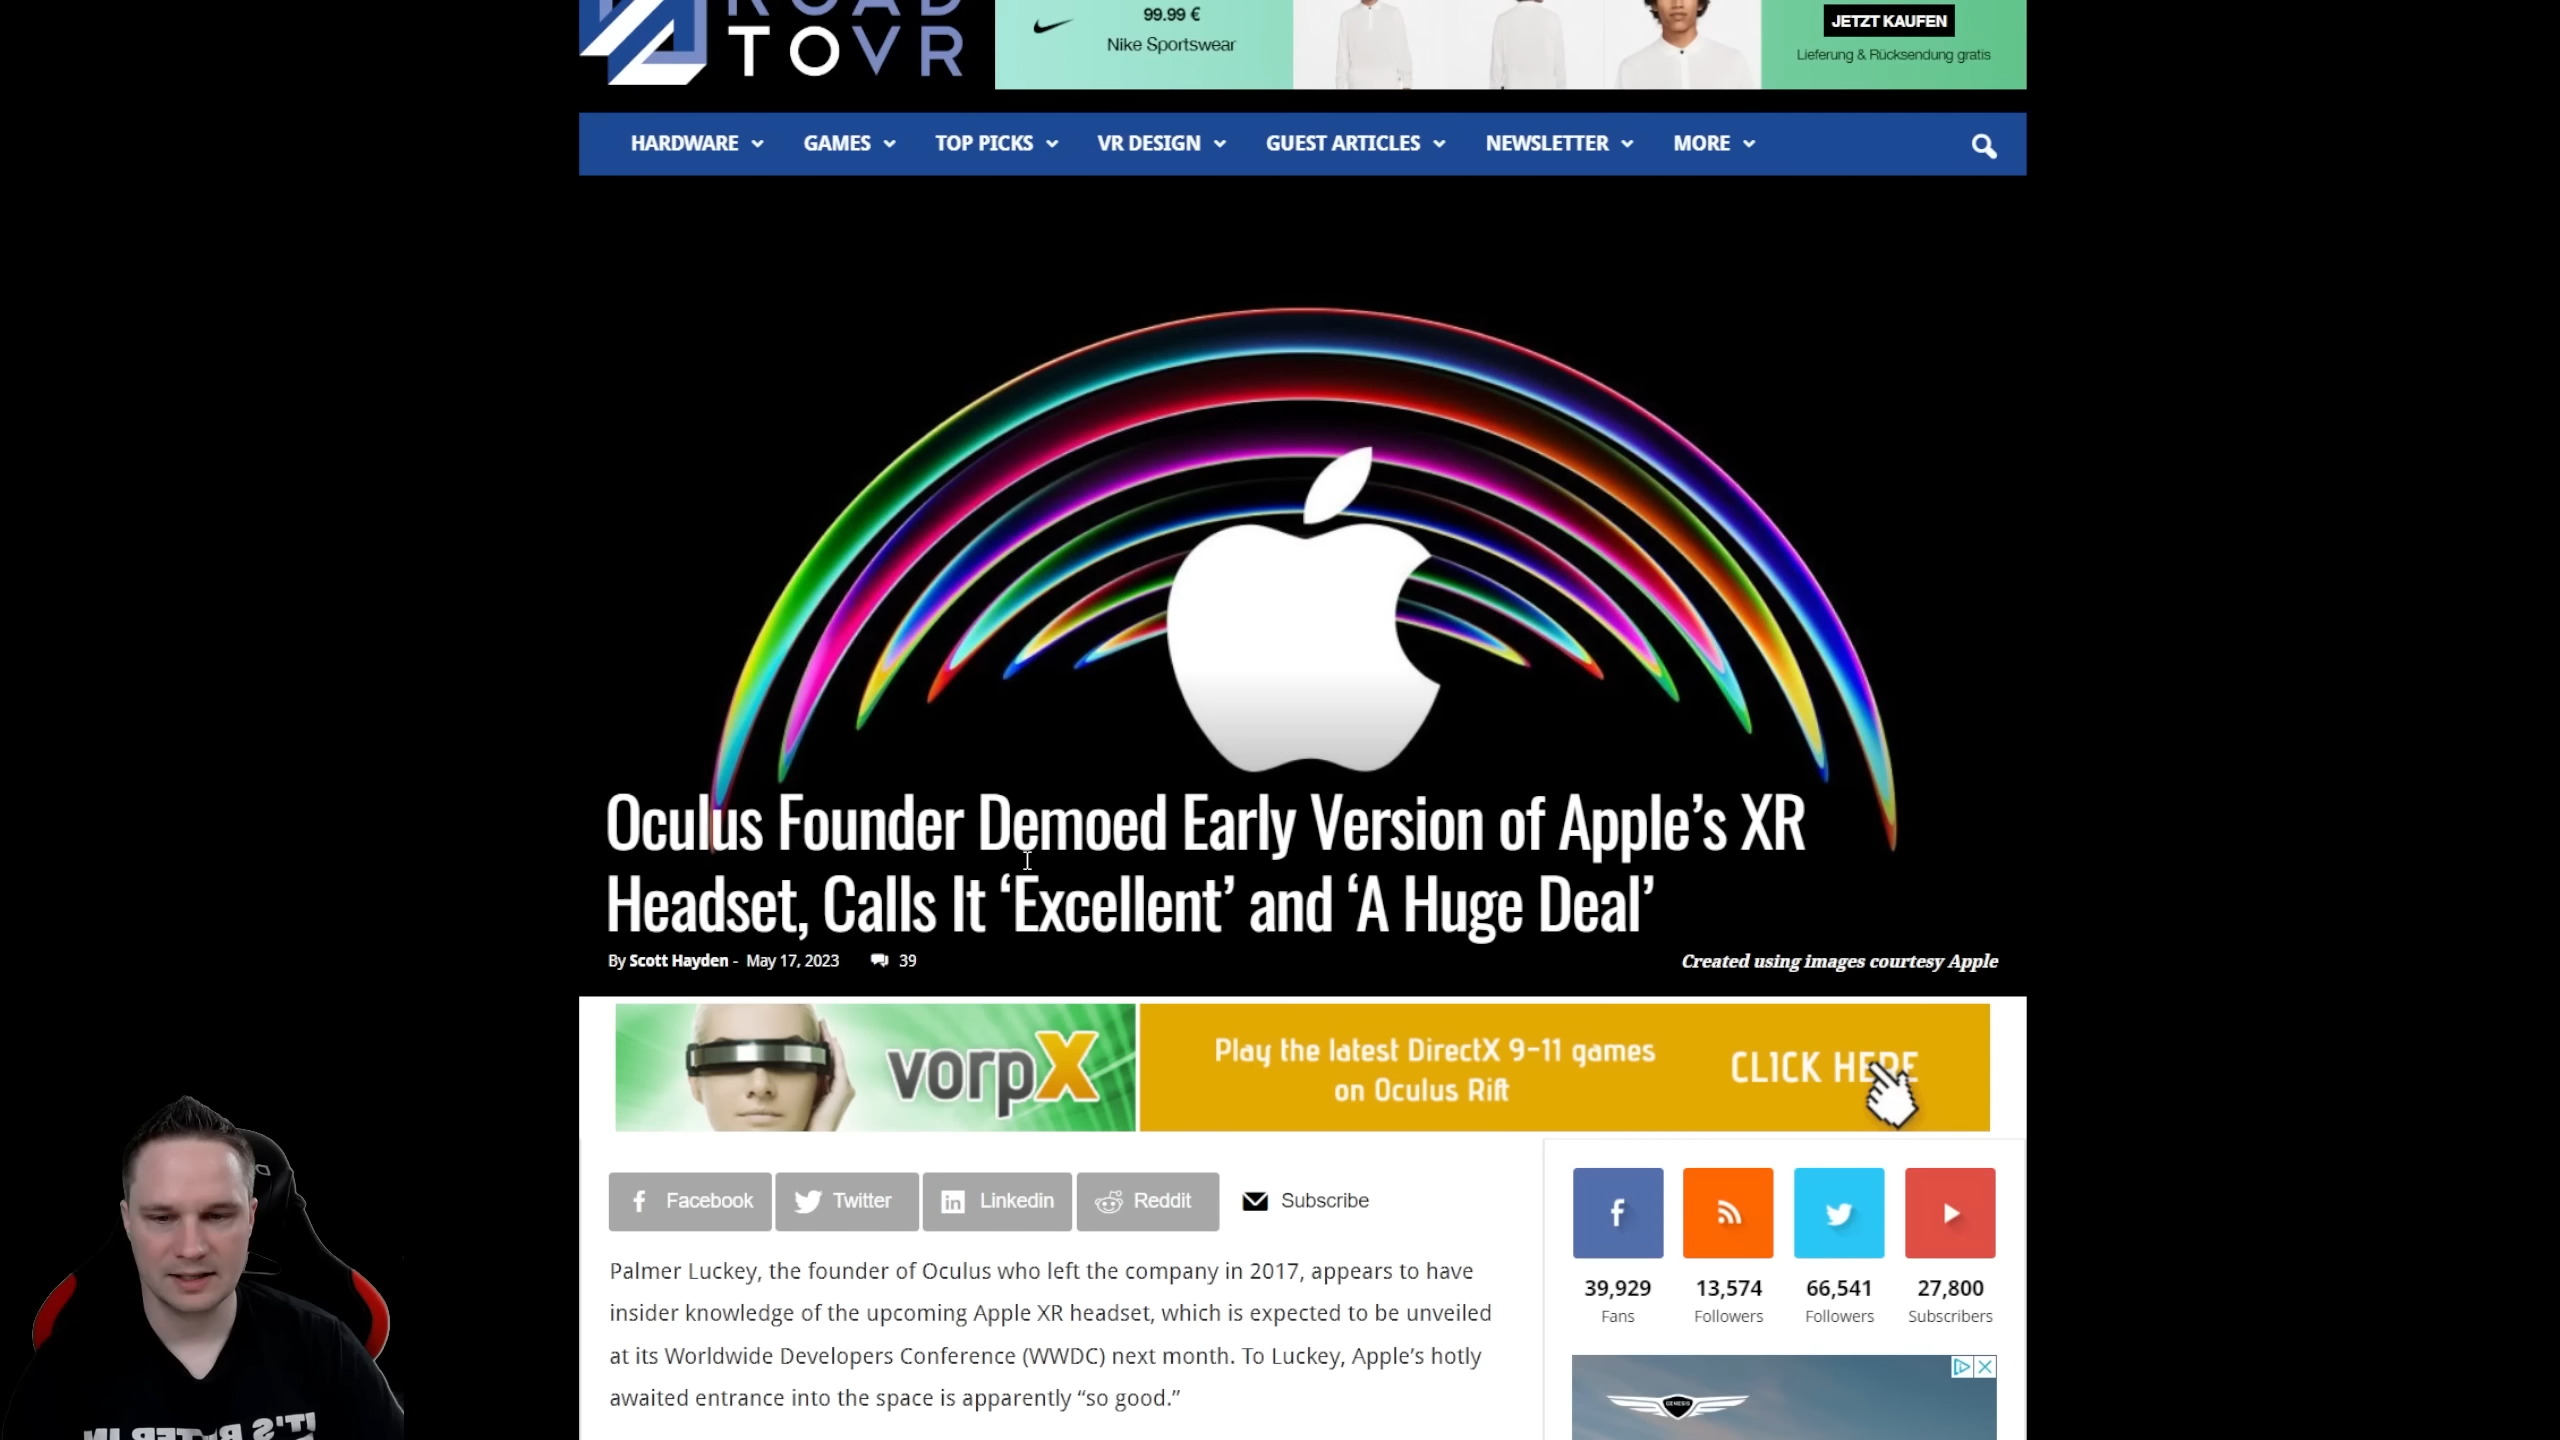 ROAD
TOVR
99.99 €
Nike Sportswear
JETZT KAUFEN
Lieferung & Rücksendung gratis
HARDWARE GAMES TOP PICKS VR DESIGN GUEST ARTICLES NEWSLETTER MORE
Oculus Founder Demoed Early Version of Apple’s XR
Headset, Calls It ‘Excellent’ and ‘A Huge Deal’
By Scott Hayden - May 17, 2023 39
Created using images courtesy Apple
vorpX
Play the latest DirectX 9-11 games
on Oculus Rift
CLICK HERE
Facebook Twitter Linkedin Reddit Subscribe
Palmer Luckey, the founder of Oculus who left the company in 2017, appears to have
insider knowledge of the upcoming Apple XR headset, which is expected to be unveiled
at its Worldwide Developers Conference (WWDC) next month. To Luckey, Apple’s hotly
awaited entrance into the space is apparently “so good.”
39,929 13,574 66,541 27,800
Fans Followers Followers Subscribers
GENESIS
IT'S
IN